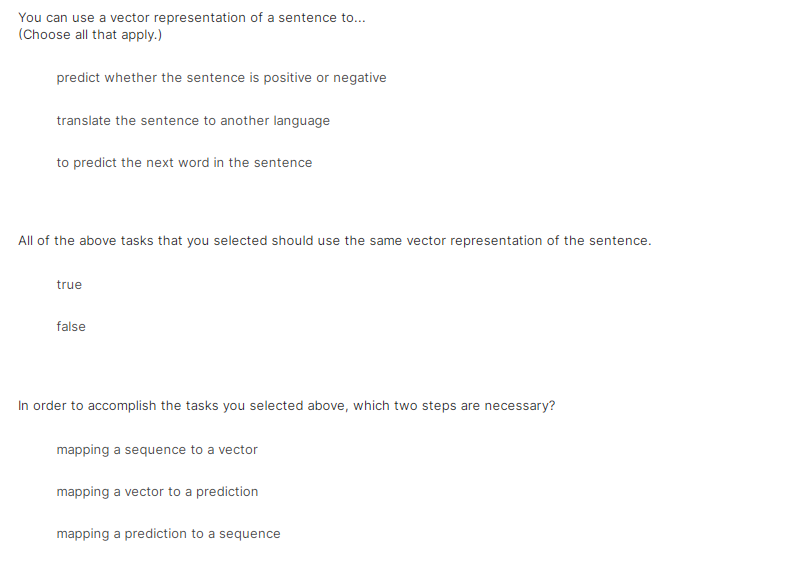 You can use a vector representation of a sentence to...
(Choose all that apply.)
predict whether the sentence is positive or negative
translate the sentence to another language
to predict the next word in the sentence
All of the above tasks that you selected should use the same vector representation of the sentence.
true
false
In order to accomplish the tasks you selected above, which two steps are necessary?
mapping a sequence to a vector
mapping a vector to a prediction
mapping a prediction to a sequence